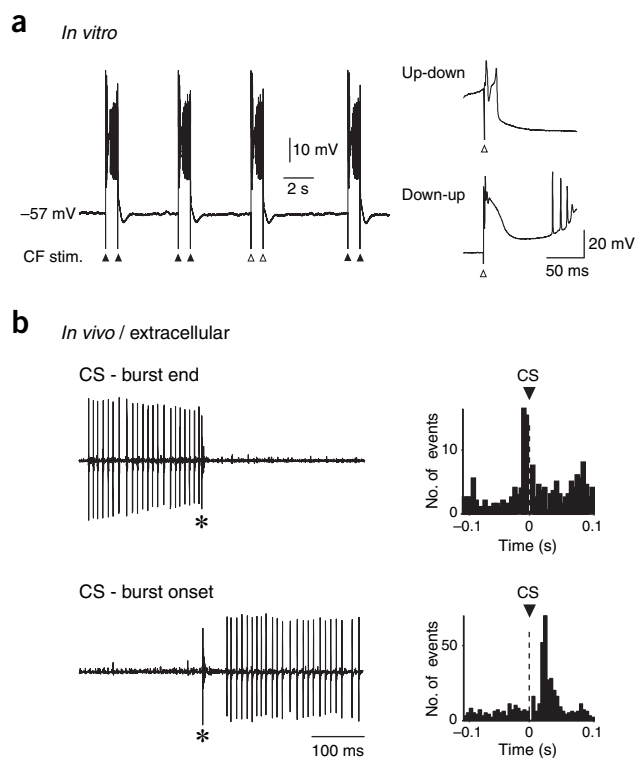 a
In vitro
Up-down
10 mV
2 s
–57 mV
CF stim.
Down-up
20 mV
50 ms
b
In vivo / extracellular
CS - burst end
*
CS
No. of events
10
0
–0.1 0 0.1
Time (s)
CS - burst onset
*
100 ms
CS
No. of events
50
0
–0.1 0 0.1
Time (s)